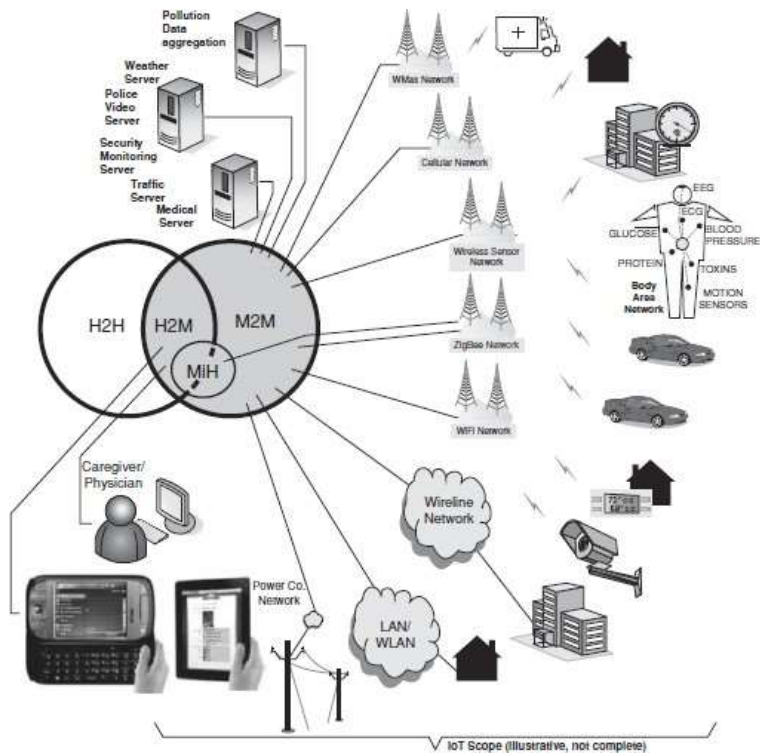 Pollution
Data
aggregation
Weather
Server
Police
Video
Server
Security
Monitoring
Server
Traffic
Server
Medical
Server
WMas Network
Cellular Network
Wireless Sensor
Network
ZigBee Network
WIFI Network
EEG
ECG
GLUCOSE
BLOOD
PRESSURE
PROTEIN
TOXINS
Body
Area
Network
MOTION
SENSORS
H2H
H2M
M2M
MiH
Caregiver/
Physician
Wireline
Network
Power Co.
Network
LAN/
WLAN
IoT Scope (Illustrative, not complete)